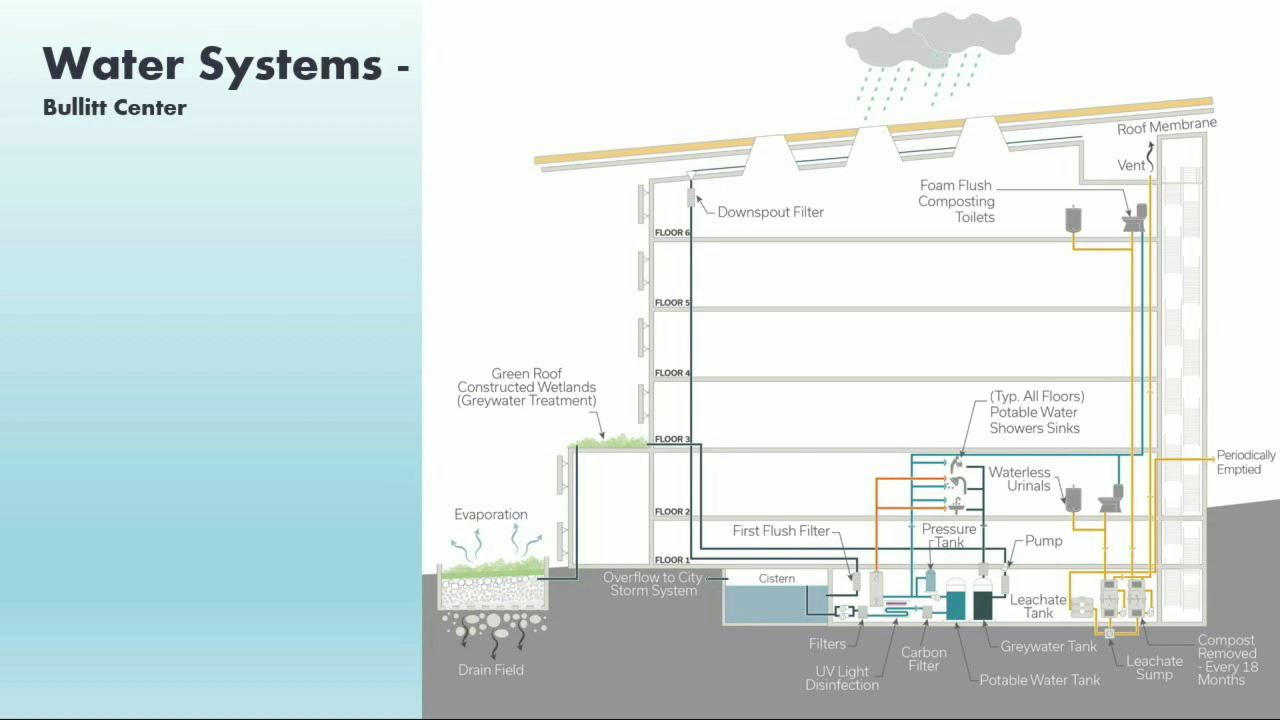 Water Systems -
Bullitt Center
Roof Membrane
Vent
Foam Flush
Composting
Toilets
Downspout Filter
FLOOR 6
FLOOR 5
FLOOR 4
Green Roof
Constructed Wetlands
(Greywater Treatment)
(Typ. All Floors)
Potable Water
Showers Sinks
FLOOR 3
Periodically
Emptied
Waterless
Urinals
FLOOR 2
Evaporation
First Flush Filter
Pressure
Tank
Pump
FLOOR 1
Overflow to City
Storm System
Cistern
Leachate
Tank
Filters
UV Light
Disinfection
Carbon
Filter
Greywater Tank
Potable Water Tank
Leachate
Sump
Compost
Removed
- Every 18
Months
Drain Field